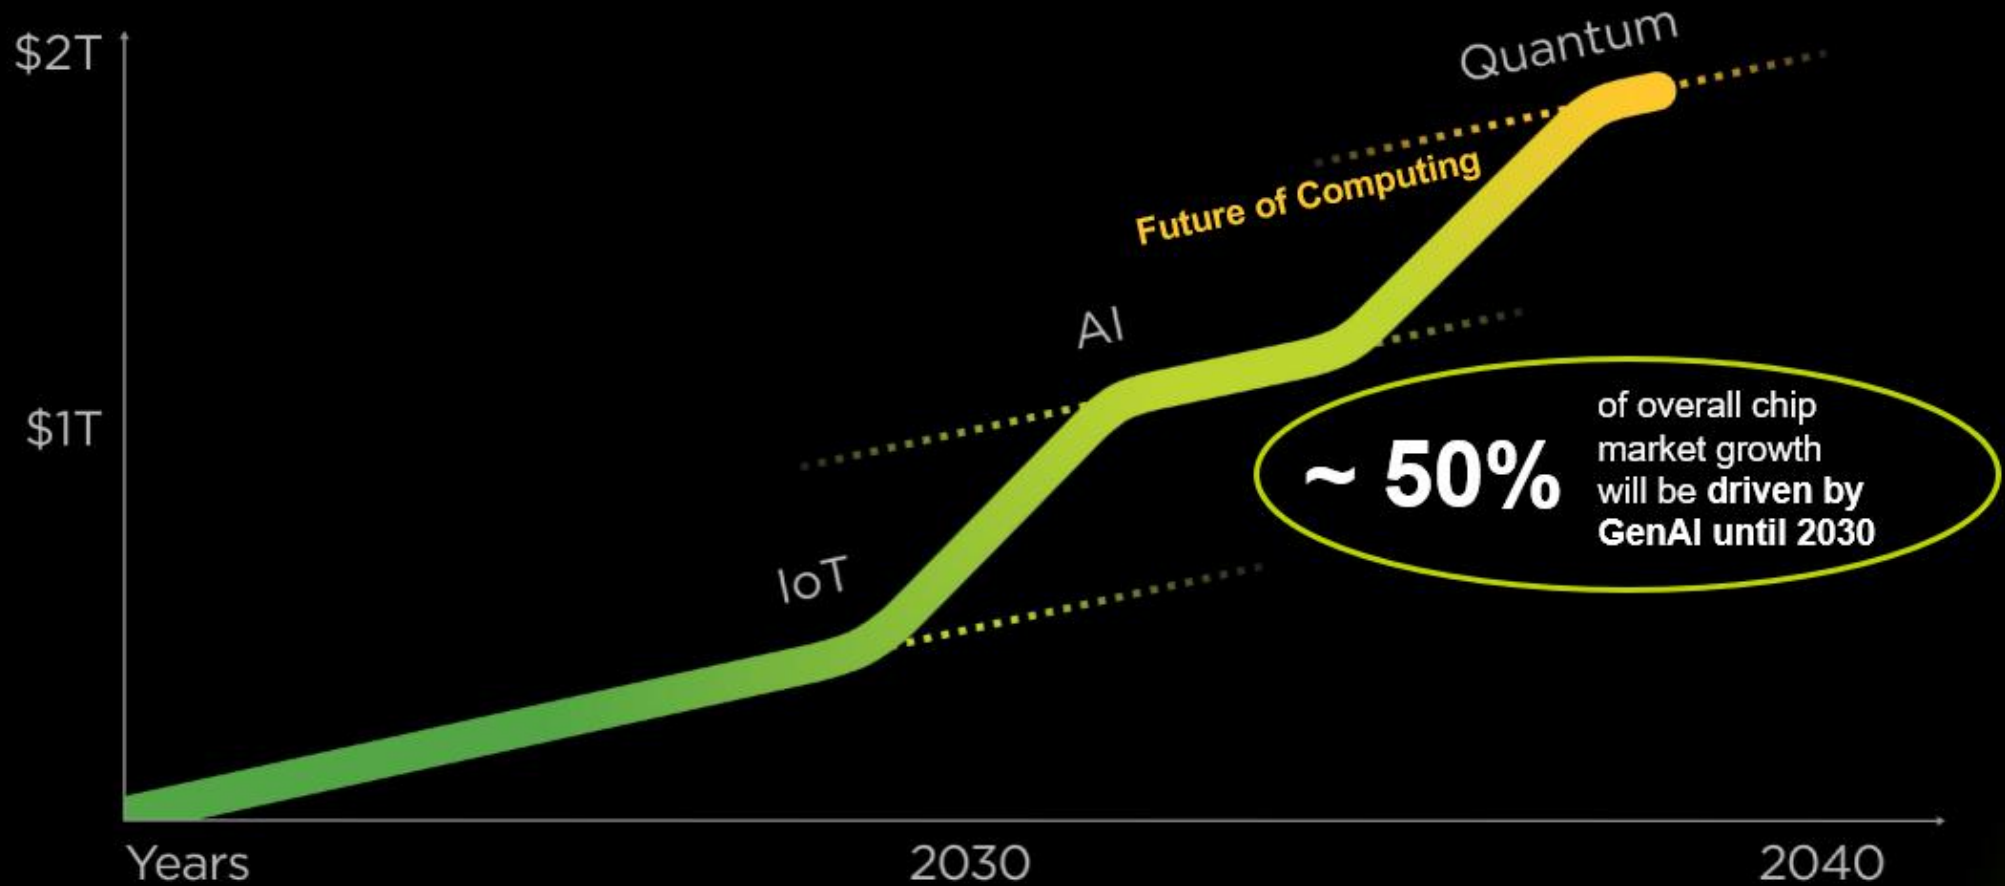 $2T
Quantum
Future of Computing
AI
$1T
~ 50%
of overall chip
market growth
will be driven by
GenAI until 2030
IoT
Years
2030
2040